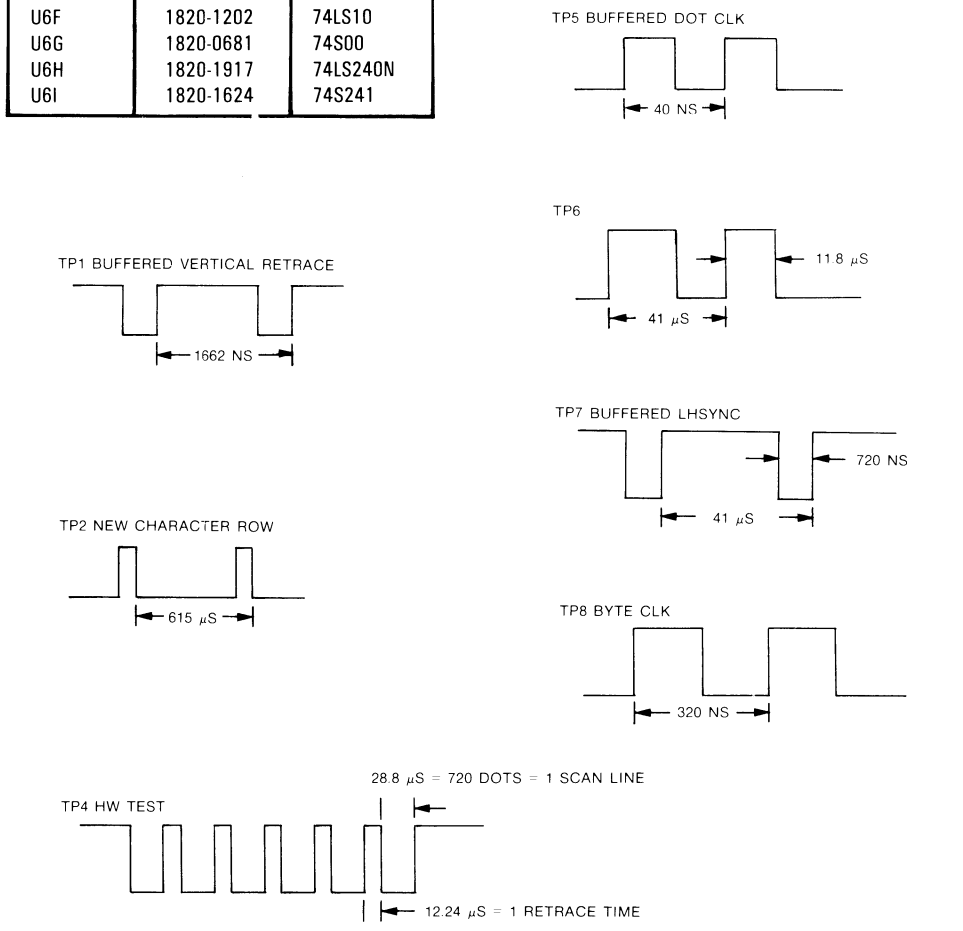 U6F 1820-1202 74LS10
U6G 1820-0681 74S00
U6H 1820-1917 74LS240N
U6I 1820-1624 74S241
TP5 BUFFERED DOT CLK
40 NS
TP6
11.8 µS
41 µS
TP1 BUFFERED VERTICAL RETRACE
1662 NS
TP7 BUFFERED LHSYNC
720 NS
41 µS
TP2 NEW CHARACTER ROW
615 µS
TP8 BYTE CLK
320 NS
28.8 µS = 720 DOTS = 1 SCAN LINE
TP4 HW TEST
12.24 µS = 1 RETRACE TIME